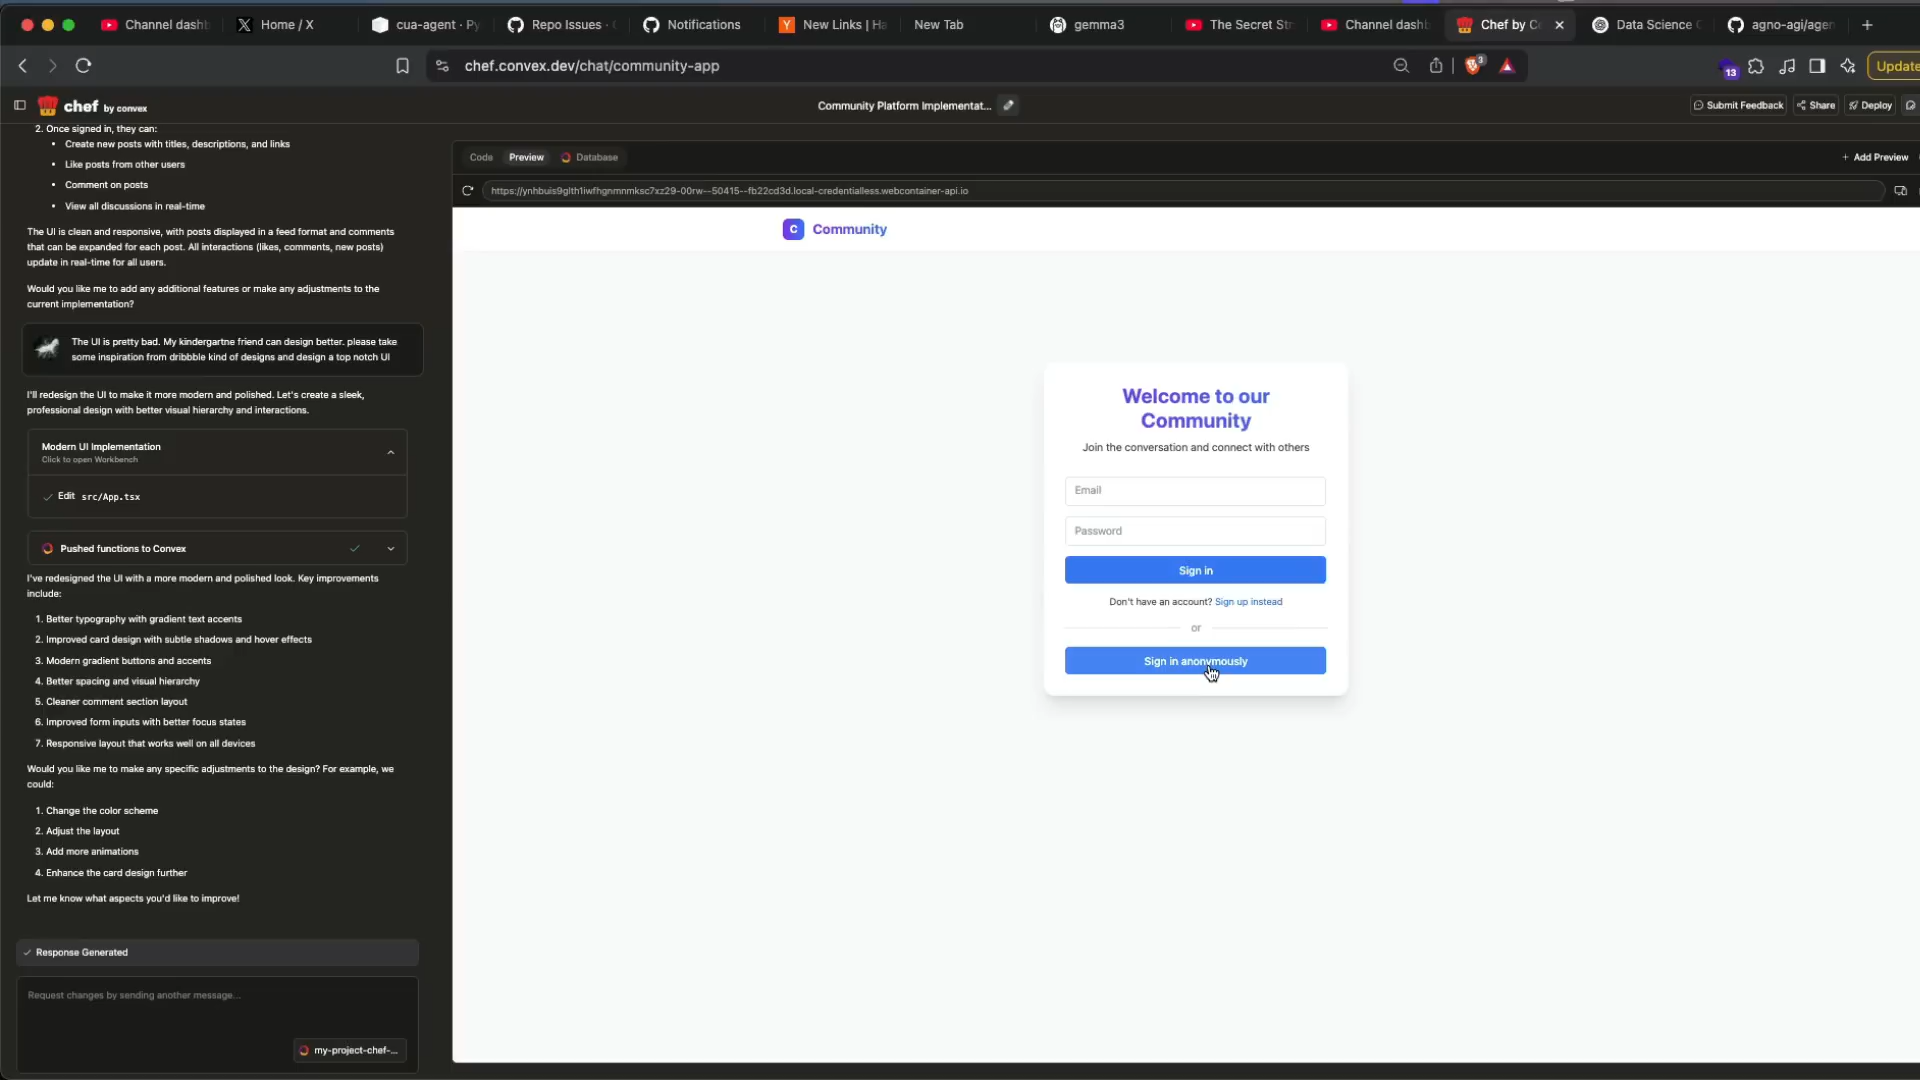 Channel dashb
Home / X
cua-agent · Py
Repo Issues ·
Notifications
New Links | Ha
New Tab
gemma3
The Secret Str
Channel dashb
Chef by Co
Data Science
agno-agi/agen
chef.convex.dev/chat/community-app
3
13
Update
chef by convex
Community Platform Implementat...
Submit Feedback
Share
Deploy
2. Once signed in, they can:
• Create new posts with titles, descriptions, and links
• Like posts from other users
• Comment on posts
• View all discussions in real-time
The UI is clean and responsive, with posts displayed in a feed format and comments
that can be expanded for each post. All interactions (likes, comments, new posts)
update in real-time for all users.
Would you like me to add any additional features or make any adjustments to the
current implementation?
The UI is pretty bad. My kindergartne friend can design better. please take
some inspiration from dribbble kind of designs and design a top notch UI
I'll redesign the UI to make it more modern and polished. Let's create a sleek,
professional design with better visual hierarchy and interactions.
Modern UI Implementation
Click to open Workbench
Edit src/App.tsx
Pushed functions to Convex
I've redesigned the UI with a more modern and polished look. Key improvements
include:
1. Better typography with gradient text accents
2. Improved card design with subtle shadows and hover effects
3. Modern gradient buttons and accents
4. Better spacing and visual hierarchy
5. Cleaner comment section layout
6. Improved form inputs with better focus states
7. Responsive layout that works well on all devices
Would you like me to make any specific adjustments to the design? For example, we
could:
1. Change the color scheme
2. Adjust the layout
3. Add more animations
4. Enhance the card design further
Let me know what aspects you'd like to improve!
Response Generated
Request changes by sending another message...
my-project-chef-...
Code
Preview
Database
+ Add Preview
https://ynhbuis9glth1iwfhgnmnmksc7xz29-00rw--50415--fb22cd3d.local-credentialless.webcontainer-api.io
C
Community
Welcome to our
Community
Join the conversation and connect with others
Email
Password
Sign in
Don't have an account? Sign up instead
or
Sign in anonymously